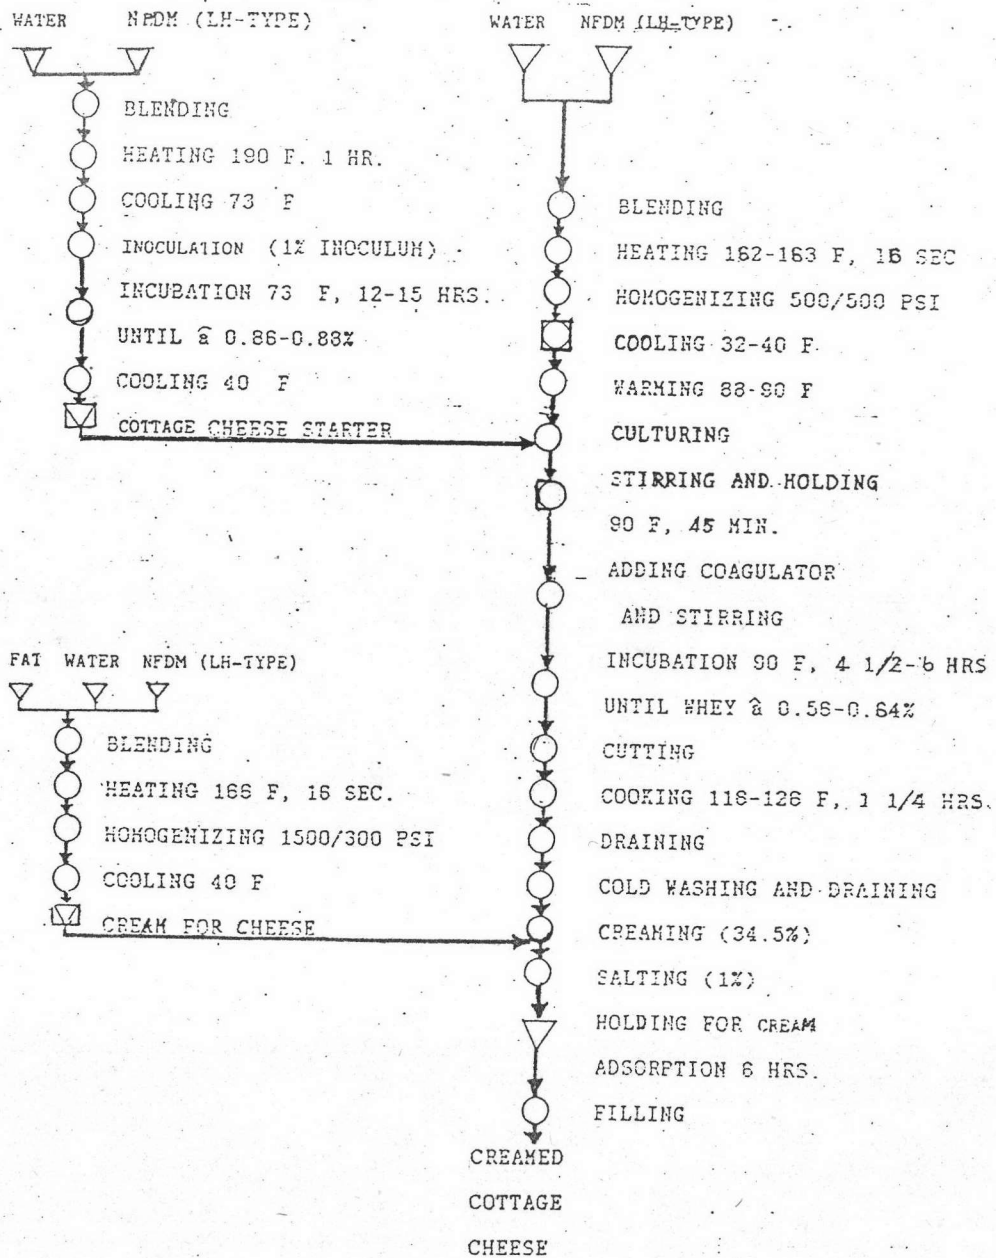 WATER NFDM (LH-TYPE)
BLENDING
HEATING 190 F. 1 HR.
COOLING 73 F
INOCULATION (1% INOCULUM)
INCUBATION 73 F, 12-15 HRS.
UNTIL â 0.86-0.88%
COOLING 40 F
COTTAGE CHEESE STARTER
FAT WATER NFDM (LH-TYPE)
BLENDING
HEATING 166 F, 16 SEC.
HOMOGENIZING 1500/300 PSI
COOLING 40 F
CREAM FOR CHEESE
WATER NFDM (LH-TYPE)
BLENDING
HEATING 162-163 F, 16 SEC
HOMOGENIZING 500/500 PSI
COOLING 32-40 F
WARMING 88-90 F
CULTURING
STIRRING AND HOLDING
90 F, 45 MIN.
ADDING COAGULATOR
AND STIRRING
INCUBATION 90 F, 4 1/2-6 HRS
UNTIL WHEY â 0.56-0.64%
CUTTING
COOKING 116-126 F, 1 1/4 HRS.
DRAINING
COLD WASHING AND DRAINING
CREAMING (34.5%)
SALTING (1%)
HOLDING FOR CREAM
ADSORPTION 6 HRS.
FILLING
CREAMED
COTTAGE
CHEESE